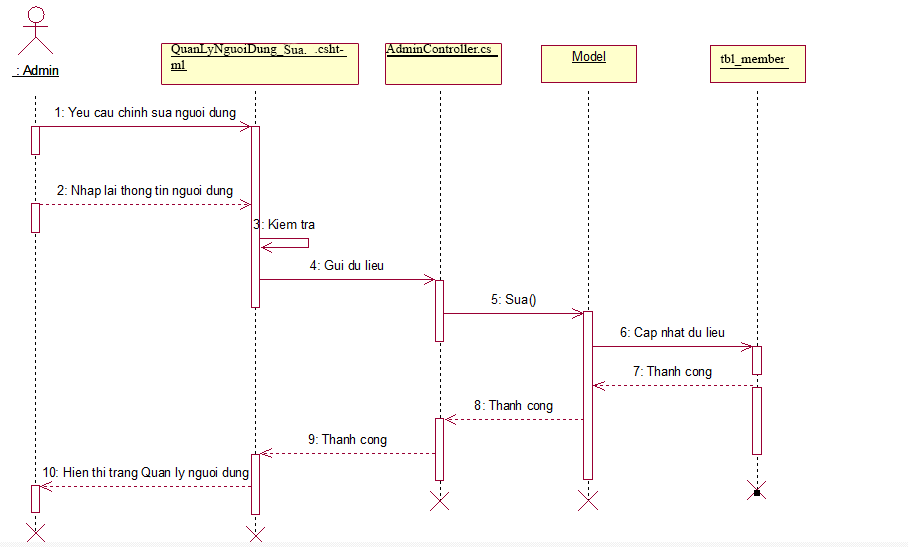 QuanLyNguoiDung_Sua. .csht-
ml
AdminController.cs
Model
tbl_member
: Admin
1: Yeu cau chinh sua nguoi dung
2: Nhap lai thong tin nguoi dung
3: Kiem tra
4: Gui du lieu
5: Sua()
6: Cap nhat du lieu
7: Thanh cong
8: Thanh cong
9: Thanh cong
10: Hien thi trang Quan ly nguoi dung